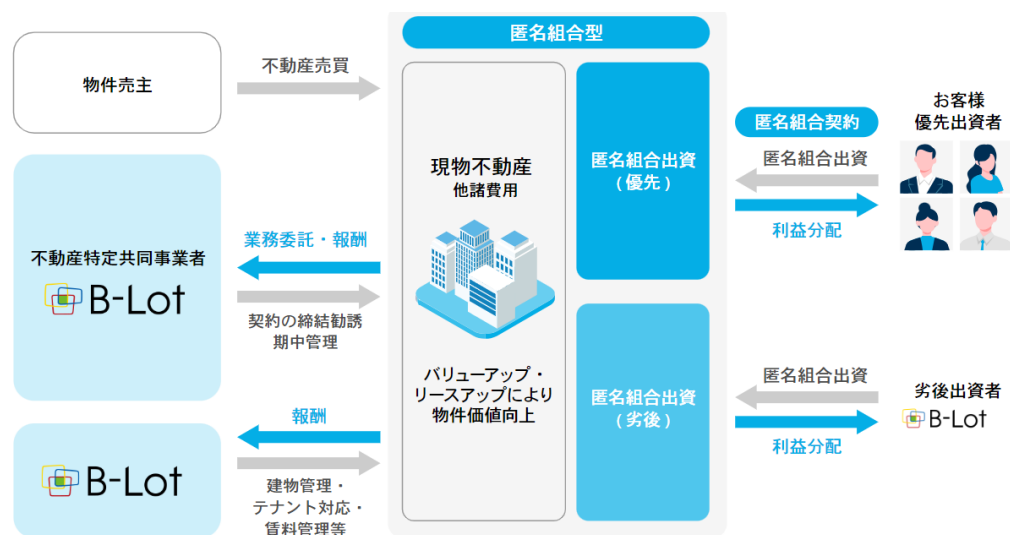 匿名組合型
物件売主
不動産売買
現物不動産
他諸費用
匿名組合出資
(優先)
匿名組合契約
お客様
優先出資者
匿名組合出資
利益分配
不動産特定共同事業者
B-Lot
業務委託・報酬
契約の締結勧誘
期中管理
バリューアップ・
リースアップにより
物件価値向上
匿名組合出資
(劣後)
匿名組合出資
利益分配
劣後出資者
B-Lot
B-Lot
報酬
建物管理・
テナント対応・
賃料管理等